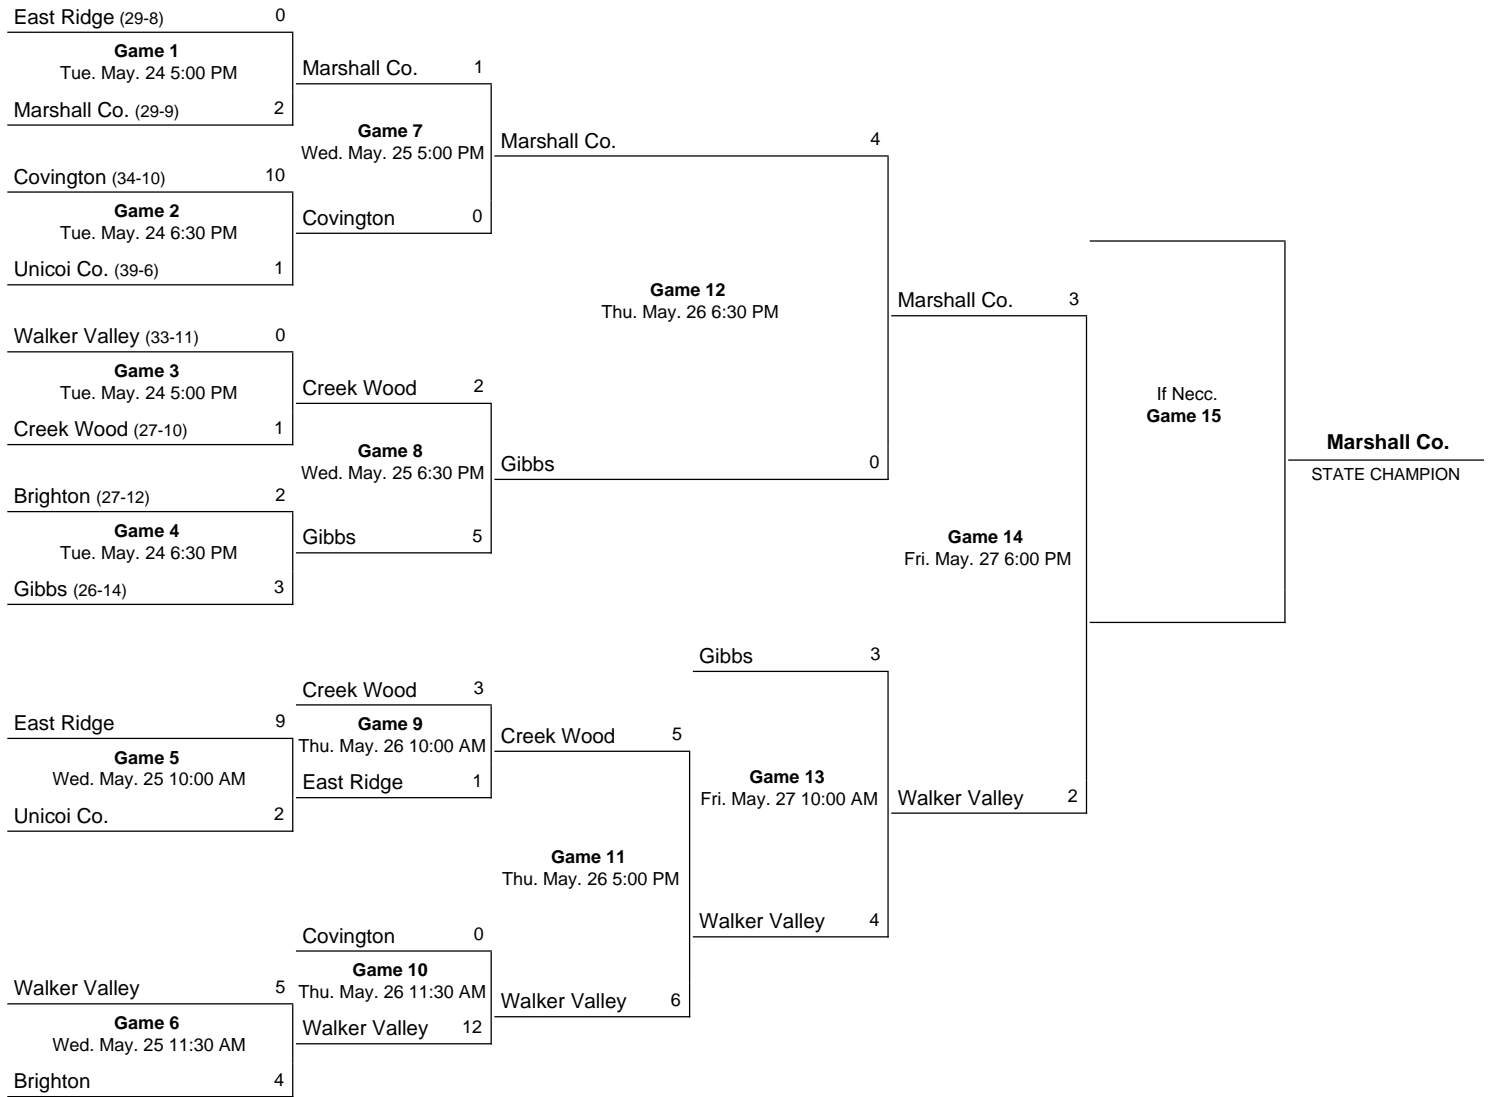 East Ridge (29-8) 0
Game 1
Tue. May. 24 5:00 PM
Marshall Co. (29-9) 2
Covington (34-10) 10
Game 2
Tue. May. 24 6:30 PM
Unicoi Co. (39-6) 1
Walker Valley (33-11) 0
Game 3
Tue. May. 24 5:00 PM
Creek Wood (27-10) 1
Brighton (27-12) 2
Game 4
Tue. May. 24 6:30 PM
Gibbs (26-14) 3
East Ridge 9
Game 5
Wed. May. 25 10:00 AM
Unicoi Co. 2
Walker Valley 5
Game 6
Wed. May. 25 11:30 AM
Brighton 4
Marshall Co. 1
Game 7
Wed. May. 25 5:00 PM
Covington 0
Creek Wood 2
Game 8
Wed. May. 25 6:30 PM
Gibbs 5
Creek Wood 3
Game 9
Thu. May. 26 10:00 AM
East Ridge 1
Covington 0
Game 10
Thu. May. 26 11:30 AM
Walker Valley 12
Marshall Co. 4
Game 12
Thu. May. 26 6:30 PM
Gibbs 0
Creek Wood 5
Game 11
Thu. May. 26 5:00 PM
Walker Valley 6
Gibbs 3
Game 13
Fri. May. 27 10:00 AM
Walker Valley 4
Marshall Co. 3
Game 14
Fri. May. 27 6:00 PM
Walker Valley 2
If Necc.
Game 15
Marshall Co.
STATE CHAMPION